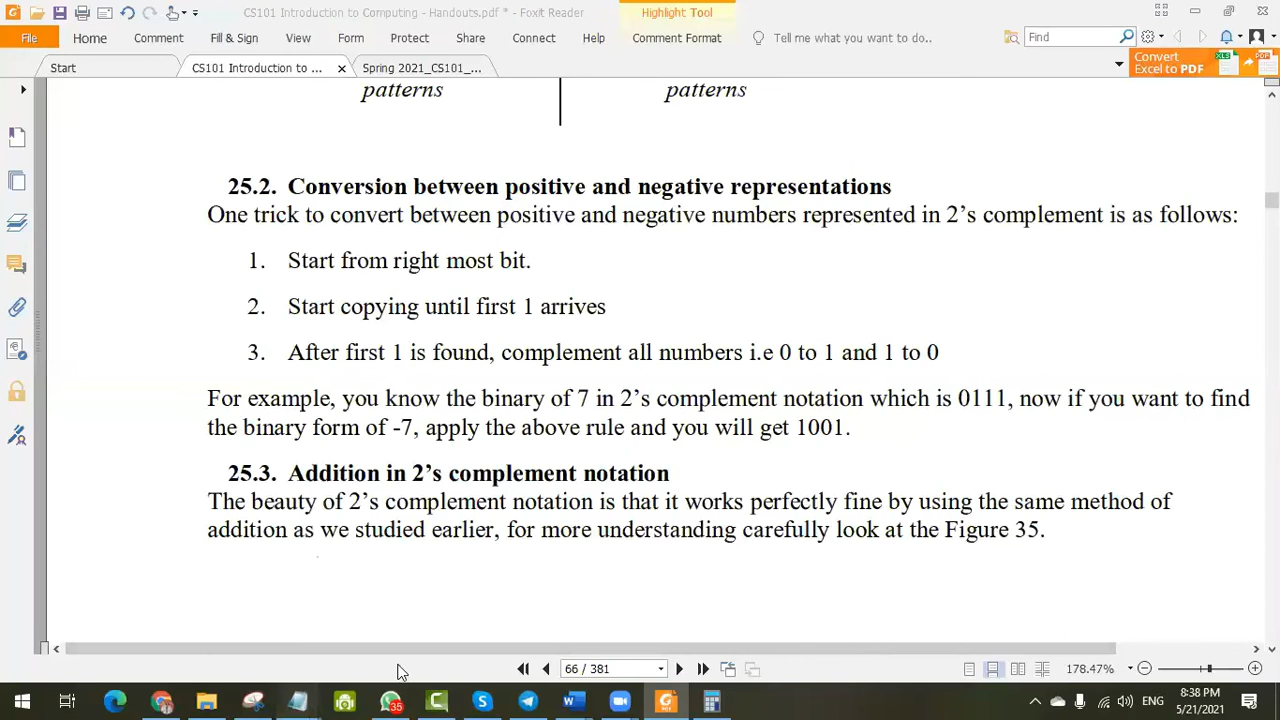 CS101 Introduction to Computing - Handouts.pdf * - Foxit Reader
Highlight Tool
File Home Comment Fill & Sign View Form Protect Share Connect Help Comment Format Tell me what you want to do.. Find
Start CS101 Introduction to ... Spring 2021_CS101_... Convert Excel to PDF
patterns patterns
25.2. Conversion between positive and negative representations
One trick to convert between positive and negative numbers represented in 2's complement is as follows:
1. Start from right most bit.
2. Start copying until first 1 arrives
3. After first 1 is found, complement all numbers i.e 0 to 1 and 1 to 0
For example, you know the binary of 7 in 2's complement notation which is 0111, now if you want to find
the binary form of -7, apply the above rule and you will get 1001.
25.3. Addition in 2's complement notation
The beauty of 2's complement notation is that it works perfectly fine by using the same method of
addition as we studied earlier, for more understanding carefully look at the Figure 35.
66 / 381 178.47%
35 ENG 8:38 PM
5/21/2021